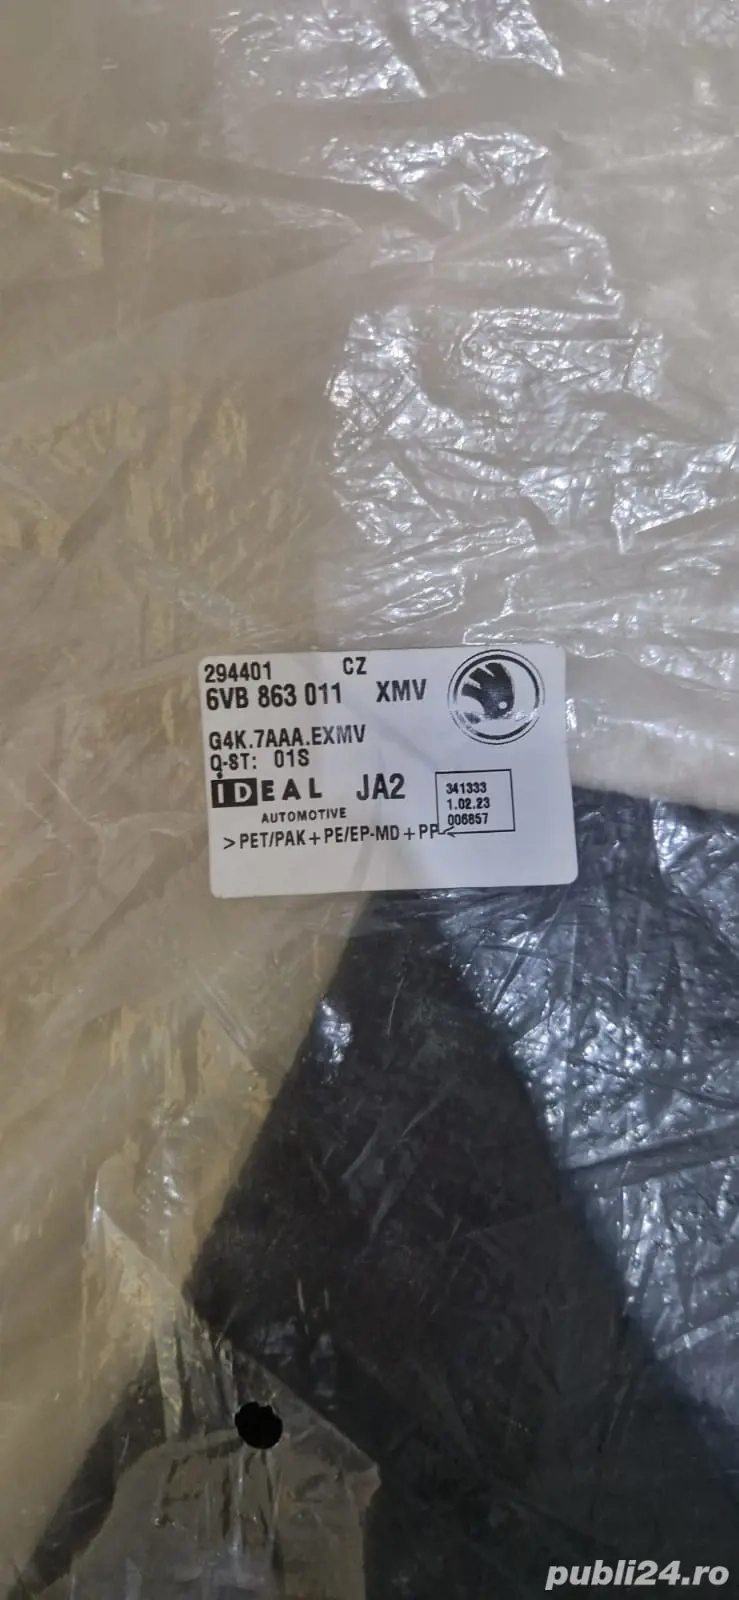 294401 CZ
6VB 863 011 XMV
G4K.7AAA.EXMV
Q-ST: 01S
IDEAL JA2
AUTOMOTIVE
>PET/PAK+PE/EP-MD+PP<
341333
1.02.23
006857
publi24.ro